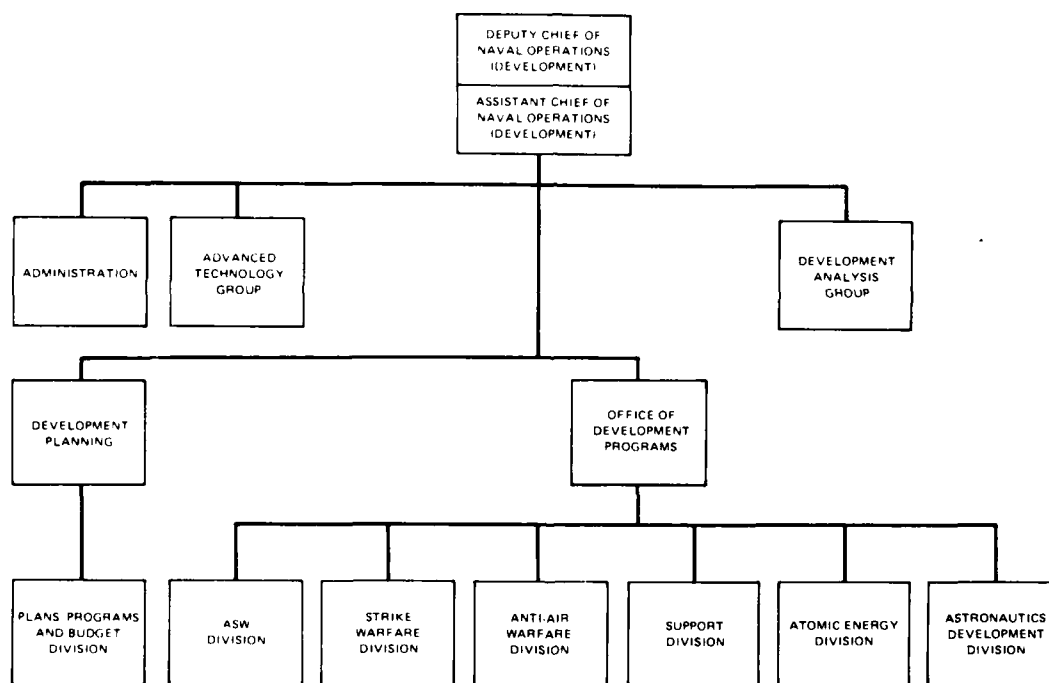 DEPUTY CHIEF OF
NAVAL OPERATIONS
(DEVELOPMENT)
ASSISTANT CHIEF OF
NAVAL OPERATIONS
(DEVELOPMENT)
ADMINISTRATION
ADVANCED
TECHNOLOGY
GROUP
DEVELOPMENT
ANALYSIS
GROUP
DEVELOPMENT
PLANNING
OFFICE OF
DEVELOPMENT
PROGRAMS
PLANS PROGRAMS
AND BUDGET
DIVISION
ASW
DIVISION
STRIKE
WARFARE
DIVISION
ANTI-AIR
WARFARE
DIVISION
SUPPORT
DIVISION
ATOMIC ENERGY
DIVISION
ASTRONAUTICS
DEVELOPMENT
DIVISION